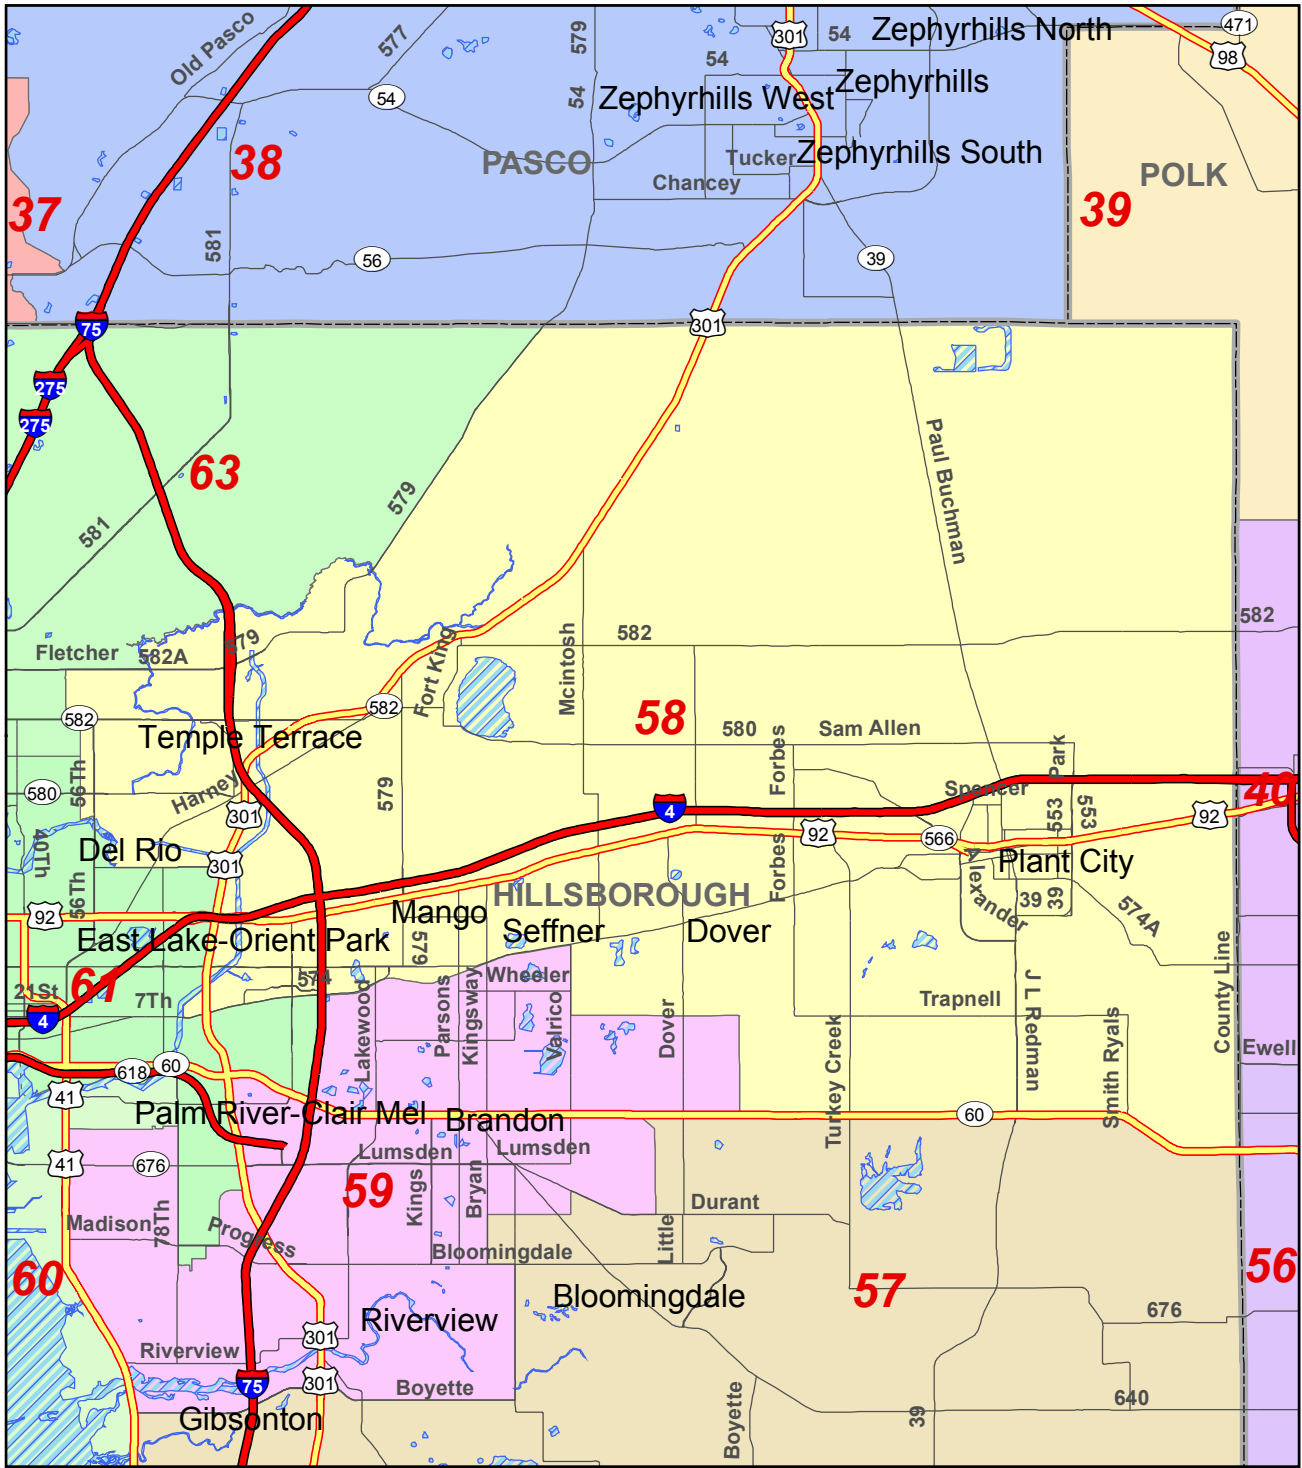 471
98
301
54
Zephyrhills North
Old Pasco
577
579
54
Zephyrhills
54
54
Zephyrhills West
38
PASCO
Tucker
Zephyrhills South
Chancey
POLK
37
39
581
56
39
75
301
275
275
Paul Buchman
63
579
581
582
582
Fletcher
582A
579
Fort King
Mcintosh
582
582
58
Temple Terrace
580
Sam Allen
Forbes
Park
56Th
Harney
579
580
Spencer
40
301
4
553
553
92
92
566
40Th
Del Rio
301
Forbes
Alexander
Plant City
56Th
HILLSBOROUGH
39
39
574A
92
Mango
Seffner
Dover
East Lake-Orient Park
579
County Line
61
574
Wheeler
21St
7Th
Lakewood
Parsons
Kingsway
Valrico
Dover
Trapnell
J L Redman
4
Turkey Creek
Smith Ryals
Ewell
618
60
41
Palm River-Clair Mel
Brandon
60
41
676
Lumsden
Lumsden
59
Kings
Bryan
Durant
Madison
78Th
Progress
Bloomingdale
Little
60
57
56
Bloomingdale
Riverview
676
Riverview
301
75
301
Boyette
Boyette
39
640
Gibsonton